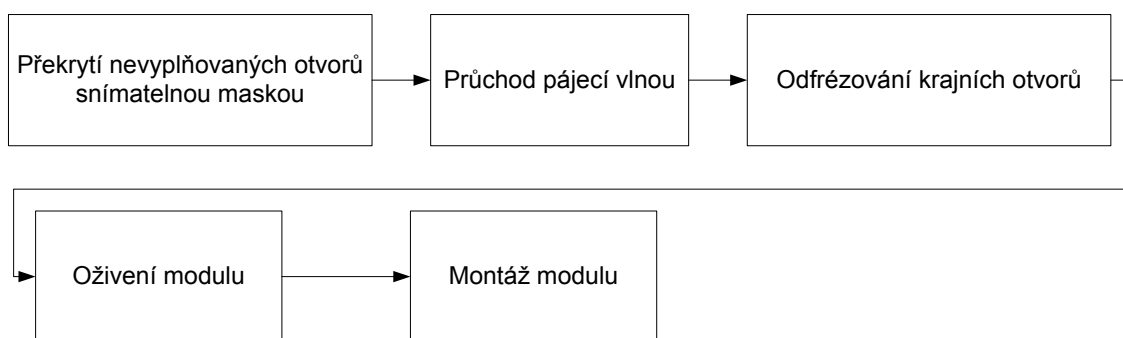 Překrytí nevyplňovaných otvorů
snímatelnou maskou
Průchod pájecí vlnou
Odfrézování krajních otvorů
Oživení modulu
Montáž modulu